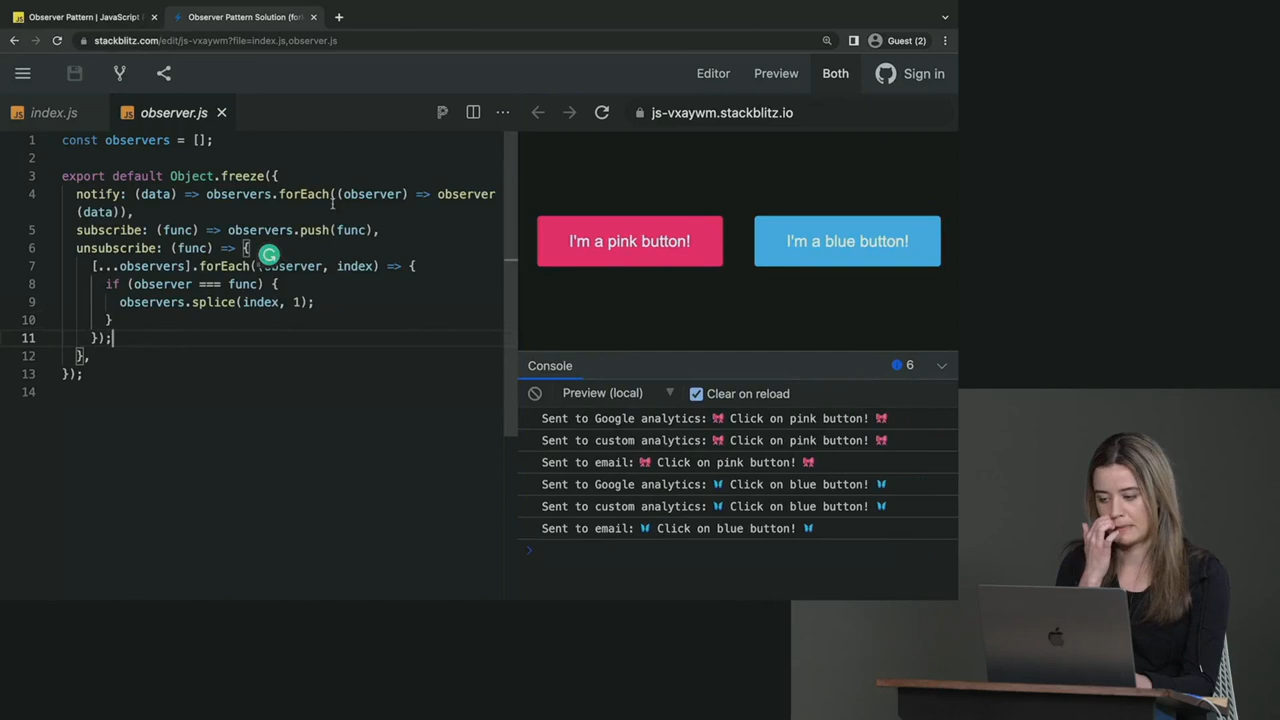 Observer Pattern | JavaScript
Observer Pattern Solution (for
stackblitz.com/edit/js-vxaywm?file=index.js,observer.js
Guest (2)
Editor
Preview
Both
Sign in
JS index.js
JS observer.js
js-vxaywm.stackblitz.io
1 const observers = [];
2
3 export default Object.freeze({
4 notify: (data) => observers.forEach((observer) => observer
(data)),
5 subscribe: (func) => observers.push(func),
6 unsubscribe: (func) => {
7 [...observers].forEach((observer, index) => {
8 if (observer === func) {
9 observers.splice(index, 1);
10 }
11 });
12 },
13 });
14
I'm a pink button!
I'm a blue button!
Console
6
Preview (local)
Clear on reload
Sent to Google analytics: 🎀 Click on pink button! 🎀
Sent to custom analytics: 🎀 Click on pink button! 🎀
Sent to email: 🎀 Click on pink button! 🎀
Sent to Google analytics: 🦋 Click on blue button! 🦋
Sent to custom analytics: 🦋 Click on blue button! 🦋
Sent to email: 🦋 Click on blue button! 🦋